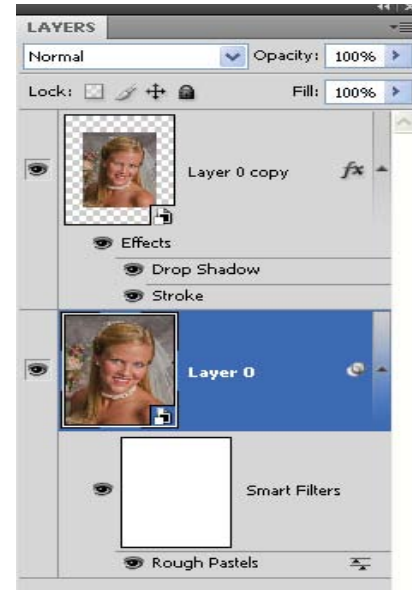 LAYERS
Normal Opacity: 100%
Lock: Fill: 100%
Layer 0 copy fx
Effects
Drop Shadow
Stroke
Layer 0
Smart Filters
Rough Pastels